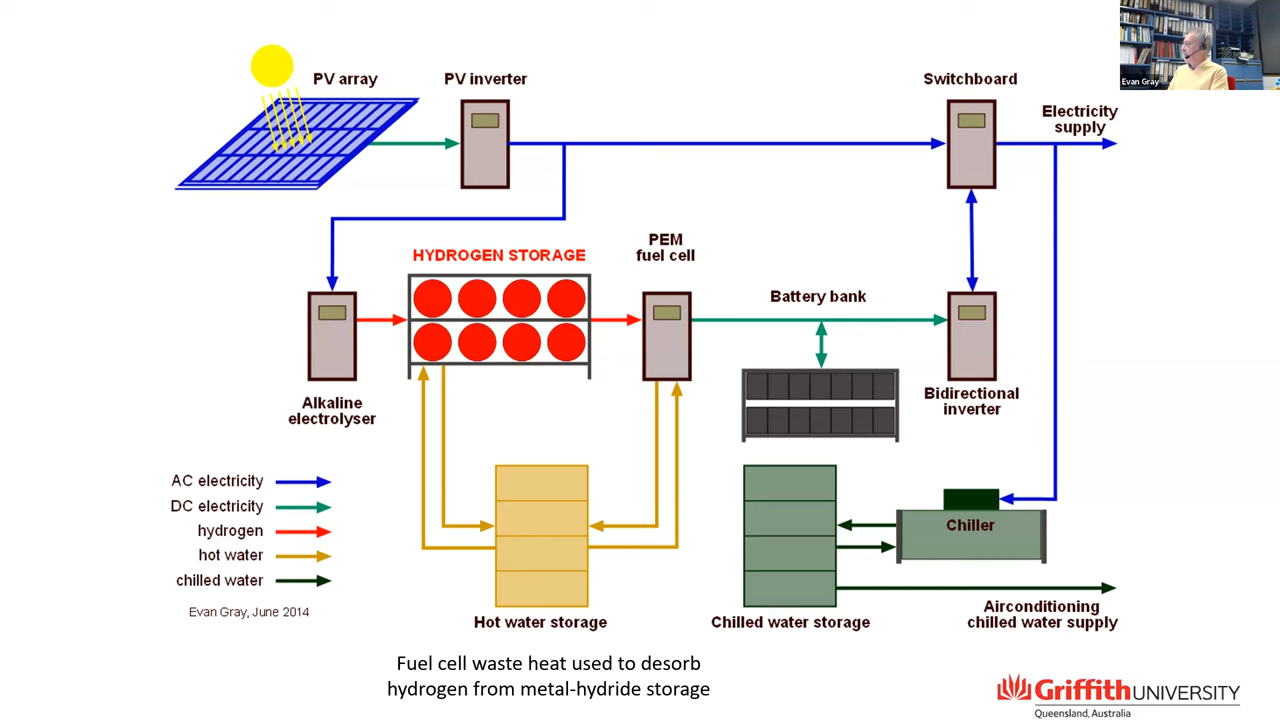 PV array
PV inverter
Switchboard
Evan Gray
Electricity
supply
HYDROGEN STORAGE
PEM
fuel cell
Battery bank
Alkaline
electrolyser
Bidirectional
inverter
AC electricity
DC electricity
hydrogen
hot water
chilled water
Evan Gray, June 2014
Chiller
Hot water storage
Chilled water storage
Airconditioning
chilled water supply
Fuel cell waste heat used to desorb
hydrogen from metal-hydride storage
Griffith UNIVERSITY
Queensland, Australia